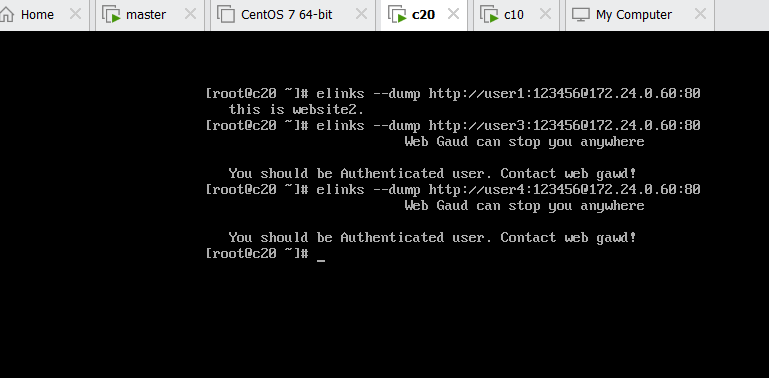 Home master CentOS 7 64-bit c20 c10 My Computer
[root@c20 ~]# elinks --dump http://user1:123456@172.24.0.60:80
this is website2.
[root@c20 ~]# elinks --dump http://user3:123456@172.24.0.60:80
Web Gaud can stop you anywhere
You should be Authenticated user. Contact web gawd!
[root@c20 ~]# elinks --dump http://user4:123456@172.24.0.60:80
Web Gaud can stop you anywhere
You should be Authenticated user. Contact web gawd!
[root@c20 ~]# _